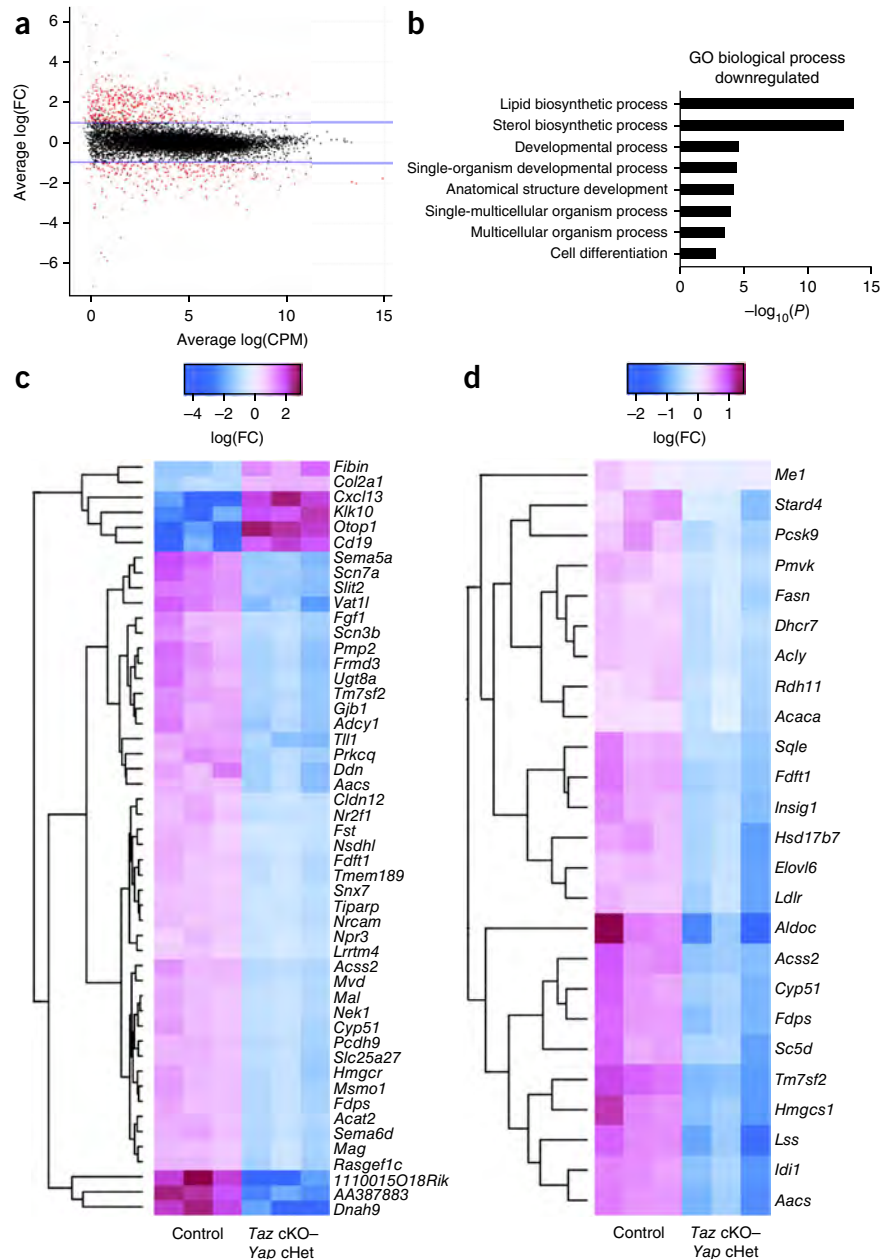 a
6
4
2
0
–2
–4
–6
Average log(FC)
0
5
10
15
Average log(CPM)
b
GO biological process
downregulated
Lipid biosynthetic process
Sterol biosynthetic process
Developmental process
Single-organism developmental process
Anatomical structure development
Single-multicellular organism process
Multicellular organism process
Cell differentiation
0
5
10
15
–log10(P)
c
–4 –2 0 2
log(FC)
Fibin
Col2a1
Cxcl13
Klk10
Otop1
Cd19
Sema5a
Scn7a
Slit2
Vat1l
Fgf1
Scn3b
Pmp2
Frmd3
Ugt8a
Tm7sf2
Gjb1
Adcy1
Tll1
Prkcq
Ddn
Aacs
Cldn12
Nr2f1
Fst
Nsdhl
Fdft1
Tmem189
Snx7
Tiparp
Nrcam
Npr3
Lrrtm4
Acss2
Mvd
Mal
Nek1
Cyp51
Pcdh9
Slc25a27
Hmgcr
Msmo1
Fdps
Acat2
Sema6d
Mag
Rasgef1c
1110015O18Rik
AA387883
Dnah9
Control
Taz cKO–
Yap cHet
d
–2 –1 0 1
log(FC)
Me1
Stard4
Pcsk9
Pmvk
Fasn
Dhcr7
Acly
Rdh11
Acaca
Sqle
Fdft1
Insig1
Hsd17b7
Elovl6
Ldlr
Aldoc
Acss2
Cyp51
Fdps
Sc5d
Tm7sf2
Hmgcs1
Lss
Idi1
Aacs
Control
Taz cKO–
Yap cHet